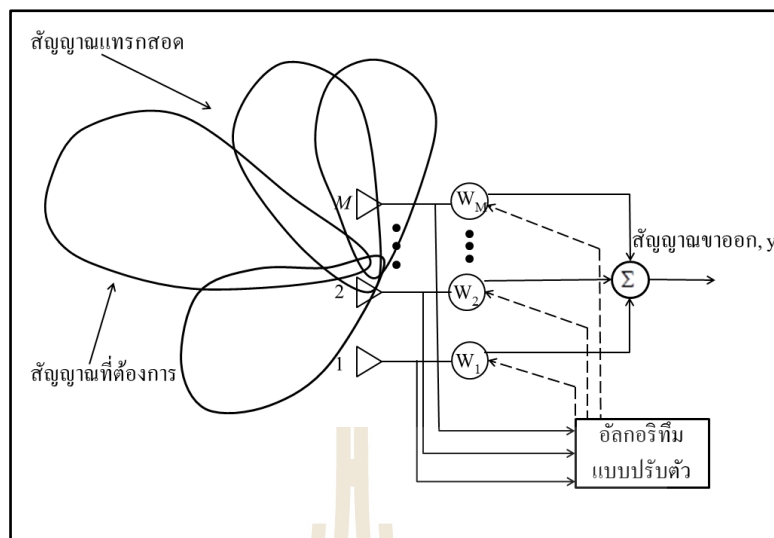 สัญญาณแทรกสอด
M
W_M
สัญญาณขาออก, y
Σ
2
W_2
1
W_1
สัญญาณที่ต้องการ
อัลกอริทึม
แบบปรับตัว